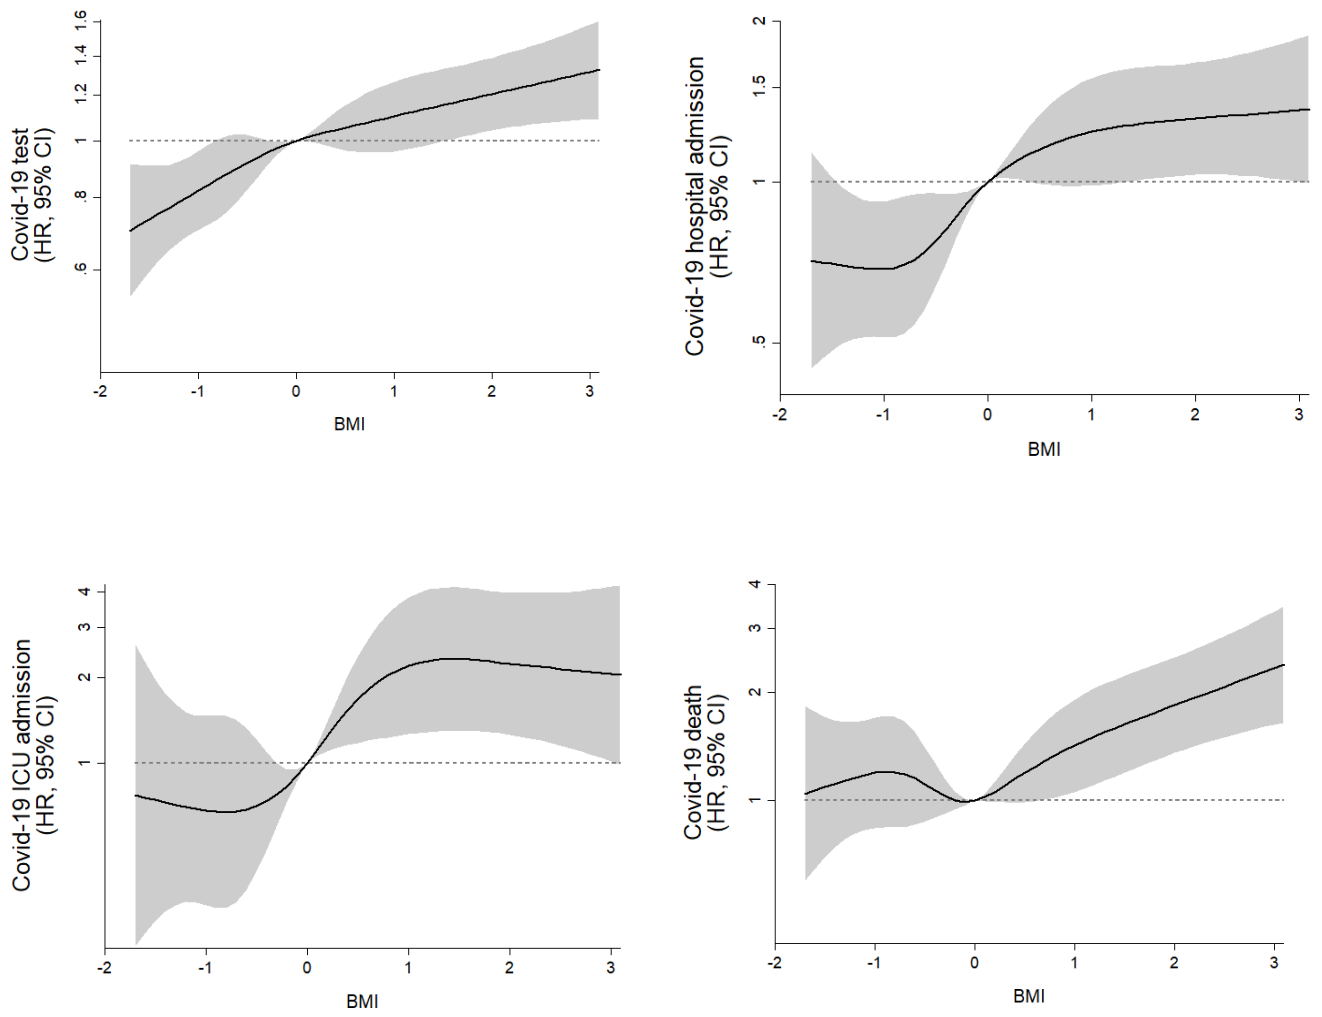 Covid-19 test
(HR, 95% CI)
1.6
1.4
1.2
1
.8
.6
-2 -1 0 1 2 3
BMI
Covid-19 hospital admission
(HR, 95% CI)
2
1.5
1
.5
-2 -1 0 1 2 3
BMI
Covid-19 ICU admission
(HR, 95% CI)
4
3
2
1
-2 -1 0 1 2 3
BMI
Covid-19 death
(HR, 95% CI)
4
3
2
1
-2 -1 0 1 2 3
BMI